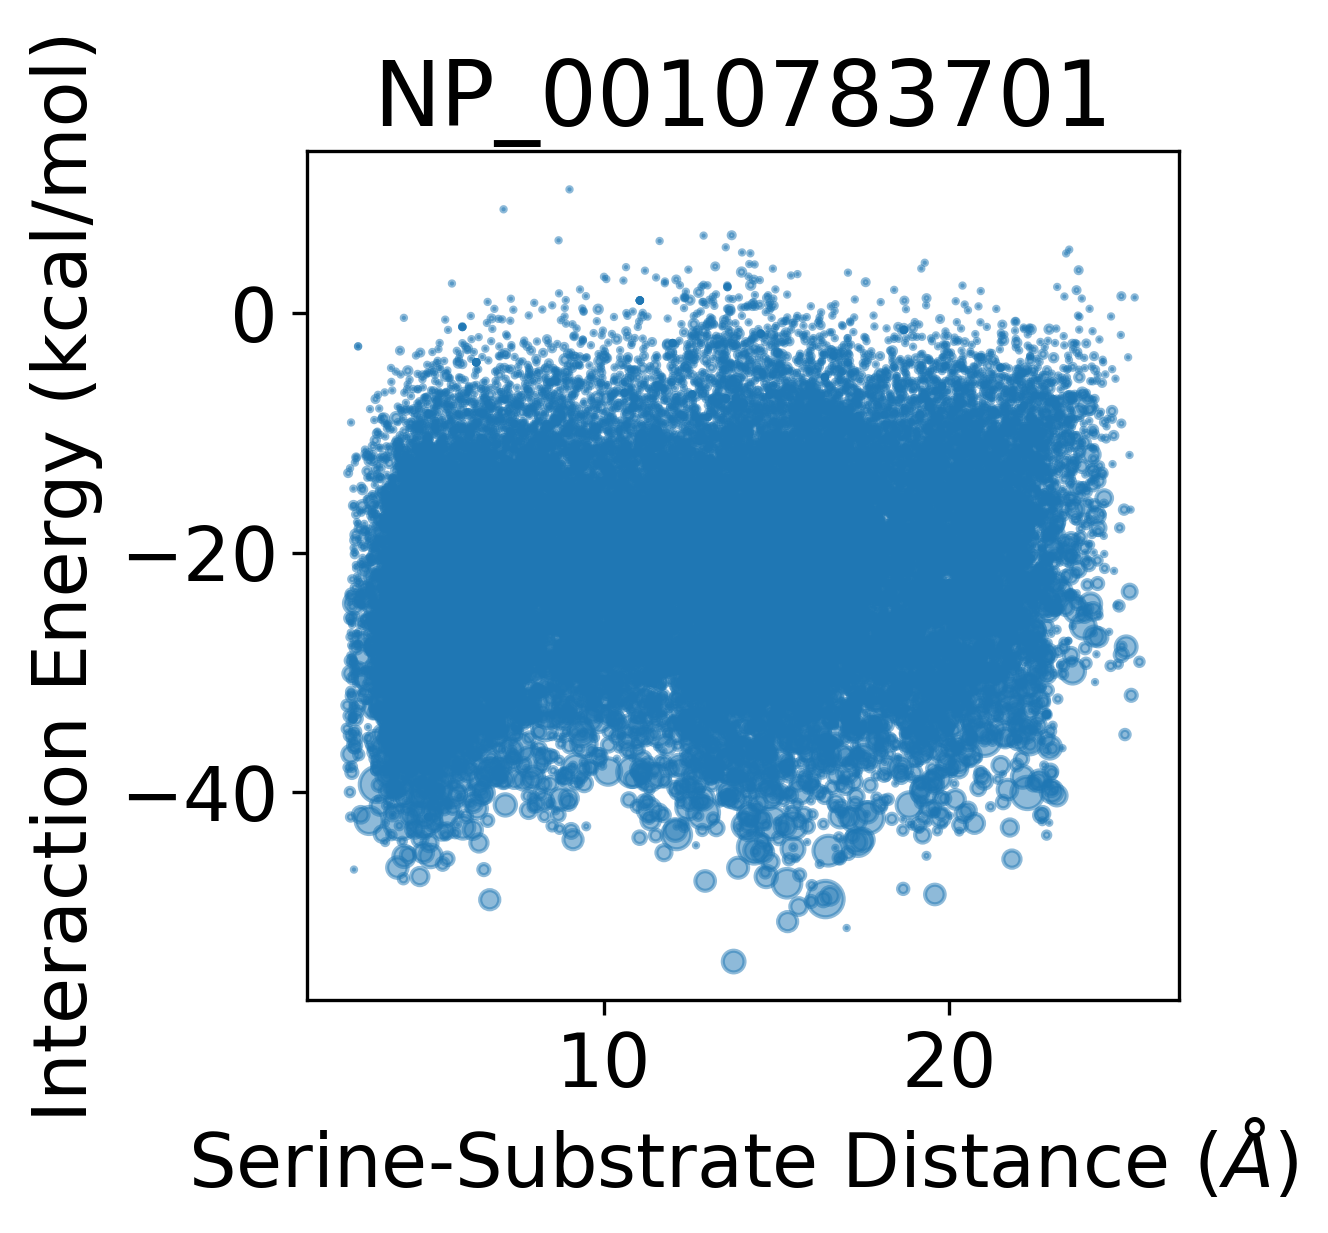 NP_0010783701
Interaction Energy (kcal/mol)
0
−20
−40
10 20
Serine-Substrate Distance (Å)